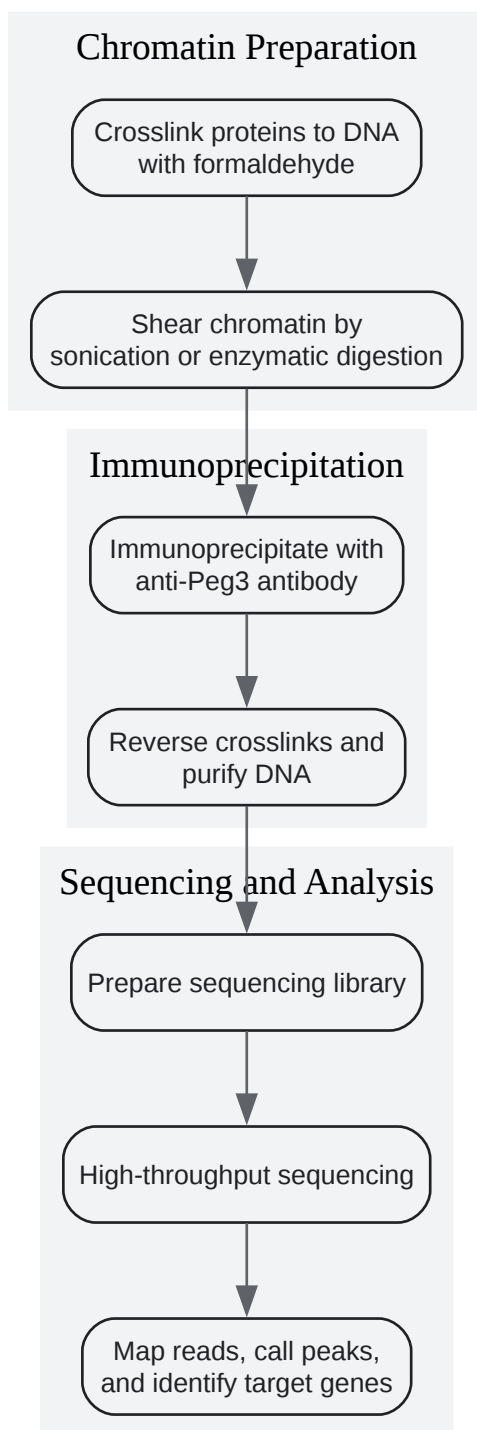 Chromatin Preparation
Crosslink proteins to DNA
with formaldehyde
Shear chromatin by
sonication or enzymatic digestion
Immunoprecipitation
Immunoprecipitate with
anti-Peg3 antibody
Reverse crosslinks and
purify DNA
Sequencing and Analysis
Prepare sequencing library
High-throughput sequencing
Map reads, call peaks,
and identify target genes